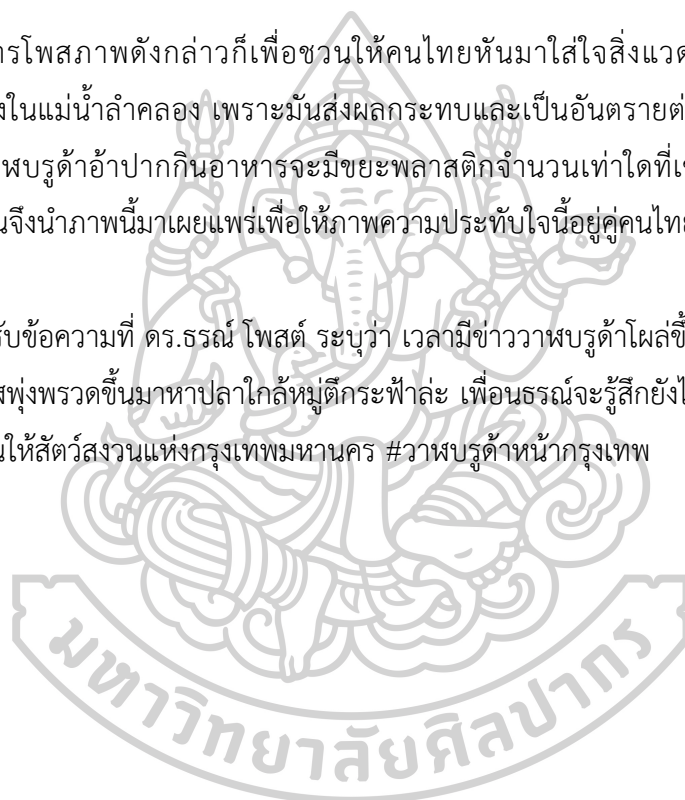 ารโพสภาพดังกล่าวก็เพื่อชวนให้คนไทยหันมาใส่ใจสิ่งแวด
งในแม่น้ำลำคลอง เพราะมันส่งผลกระทบและเป็นอันตรายต่
ฬบรูด้าอ้าปากกินอาหารจะมีขยะพลาสติกจำนวนเท่าใดที่เ
นจึงนำภาพนี้มาเผยแพร่เพื่อให้ภาพความประทับใจนี้อยู่คู่คนไทย
รับข้อความที่ ดร.ธรณ์ โพสต์ ระบุว่า เวลามีข่าววาฬบรูด้าโผล่ขึ้
สพุ่งพรวดขึ้นมาหาปลาใกล้หมู่ตึกระฟ้าล่ะ เพื่อนธรณ์จะรู้สึกยังไ
นให้สัตว์สงวนแห่งกรุงเทพมหานคร #วาฬบรูด้าหน้ากรุงเทพ
มหาวิทยาลัยศิลปากร